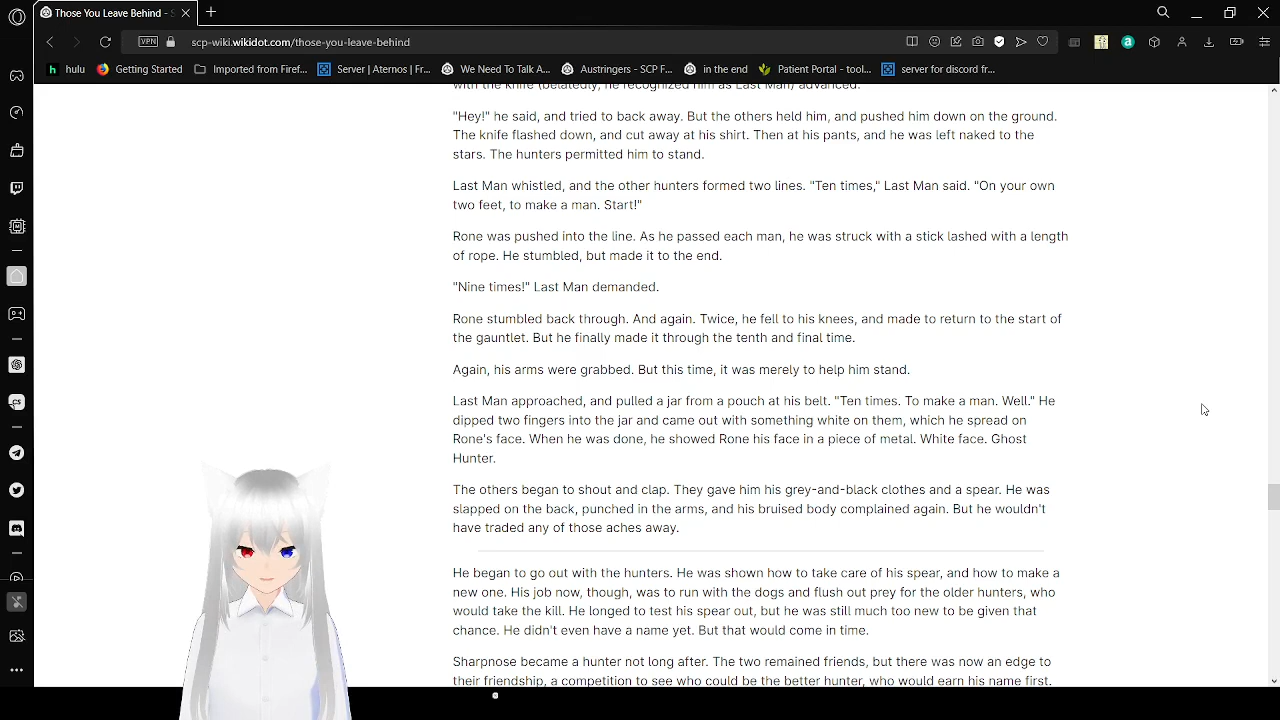 Those You Leave Behind - S
scp-wiki.wikidot.com/those-you-leave-behind
VPN
hulu
Getting Started
Imported from Firef...
Server | Aternos | Fr...
We Need To Talk A...
Austringers - SCP F...
in the end
Patient Portal - tool...
server for discord fr...
with the knife (belatedly, he recognized him as Last Man) advanced.
"Hey!" he said, and tried to back away. But the others held him, and pushed him down on the ground.
The knife flashed down, and cut away at his shirt. Then at his pants, and he was left naked to the
stars. The hunters permitted him to stand.
Last Man whistled, and the other hunters formed two lines. "Ten times," Last Man said. "On your own
two feet, to make a man. Start!"
Rone was pushed into the line. As he passed each man, he was struck with a stick lashed with a length
of rope. He stumbled, but made it to the end.
"Nine times!" Last Man demanded.
Rone stumbled back through. And again. Twice, he fell to his knees, and made to return to the start of
the gauntlet. But he finally made it through the tenth and final time.
Again, his arms were grabbed. But this time, it was merely to help him stand.
Last Man approached, and pulled a jar from a pouch at his belt. "Ten times. To make a man. Well." He
dipped two fingers into the jar and came out with something white on them, which he spread on
Rone's face. When he was done, he showed Rone his face in a piece of metal. White face. Ghost
Hunter.
The others began to shout and clap. They gave him his grey-and-black clothes and a spear. He was
slapped on the back, punched in the arms, and his bruised body complained again. But he wouldn't
have traded any of those aches away.
He began to go out with the hunters. He was shown how to take care of his spear, and how to make a
new one. His job now, though, was to run with the dogs and flush out prey for the older hunters, who
would take the kill. He longed to test his spear out, but he was still much too new to be given that
chance. He didn't even have a name yet. But that would come in time.
Sharpnose became a hunter not long after. The two remained friends, but there was now an edge to
their friendship, a competition to see who could be the better hunter, who would earn his name first.